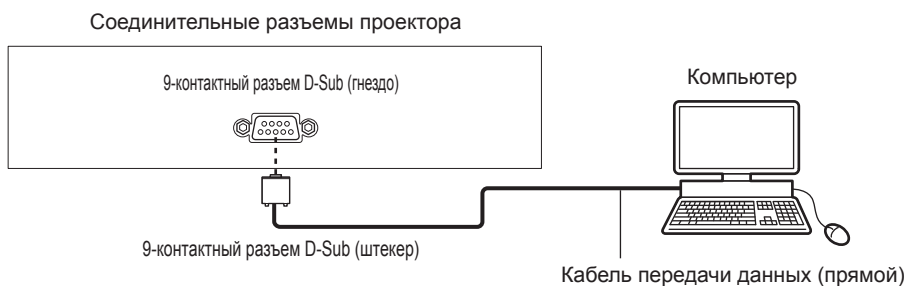 Соединительные разъемы проектора
9-контактный разъем D-Sub (гнездо)
Компьютер
9-контактный разъем D-Sub (штекер)
Кабель передачи данных (прямой)